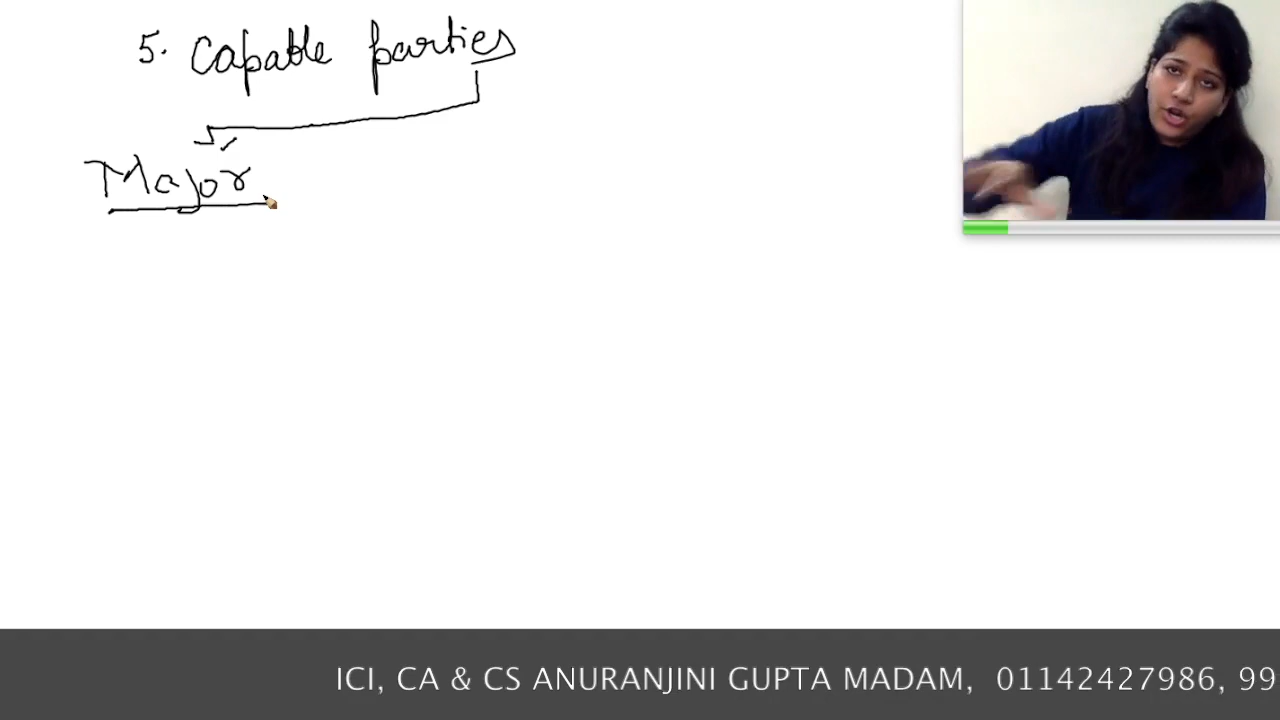 5. Capable parties
Major
ICI, CA & CS ANURANJINI GUPTA MADAM, 01142427986, 99